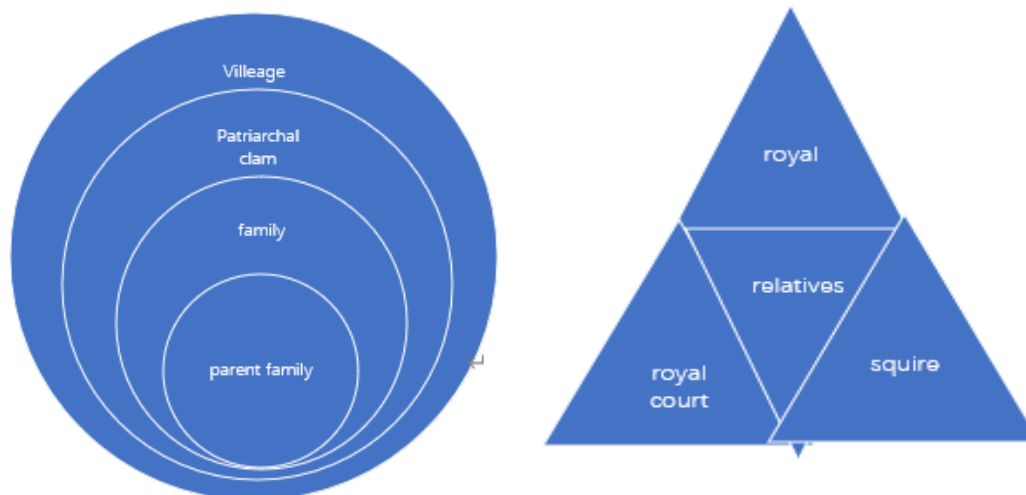 Villeage
Patriarchal
clam
family
parent family
royal
relatives
royal
court
squire